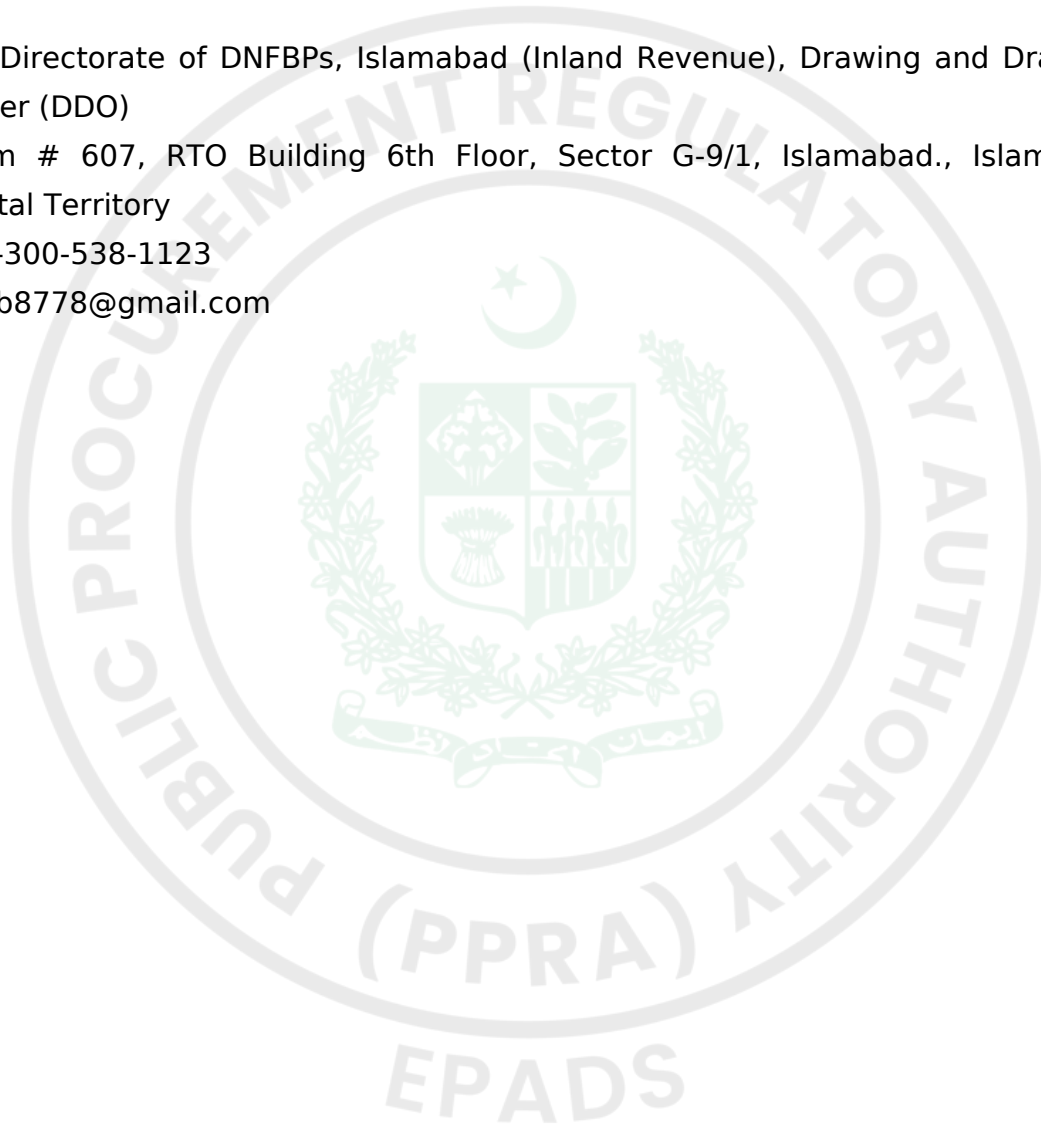 Directorate of DNFBPs, Islamabad (Inland Revenue), Drawing and Dra
er (DDO)
m # 607, RTO Building 6th Floor, Sector G-9/1, Islamabad., Islam
tal Territory
-300-538-1123
b8778@gmail.com
PUBLIC PROCUREMENT REGULATORY AUTHORITY
(PPRA)
EPADS